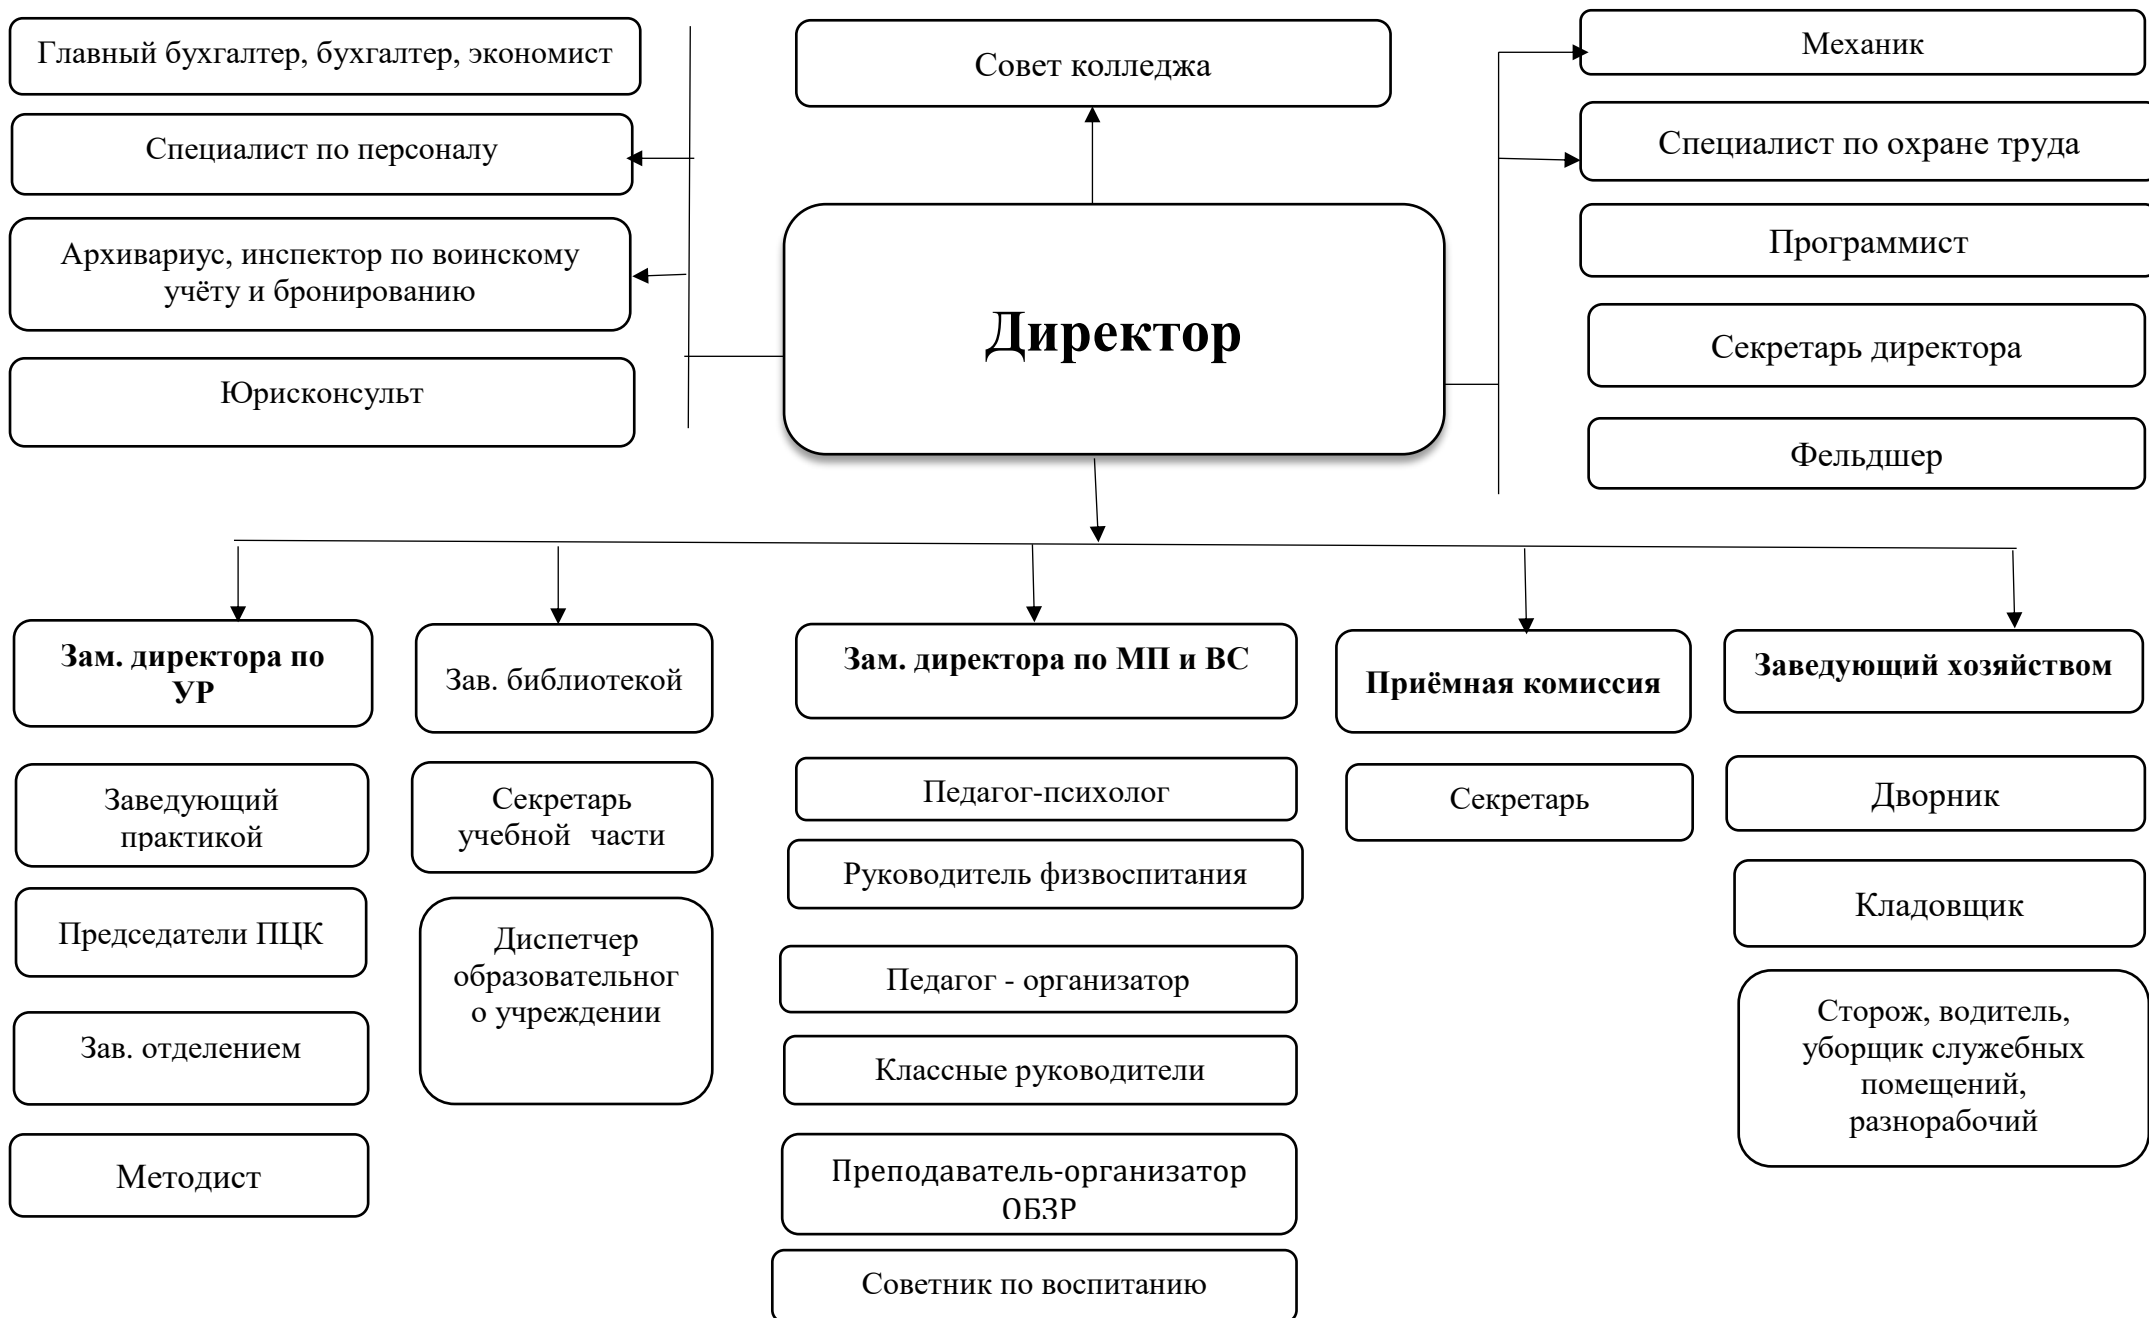 Главный бухгалтер, бухгалтер, экономист
Специалист по персоналу
Архивариус, инспектор по воинскому
учёту и бронированию
Юрисконсульт
Совет колледжа
Директор
Механик
Специалист по охране труда
Программист
Секретарь директора
Фельдшер
Зам. директора по
УР
Заведующий
практикой
Председатели ПЦК
Зав. отделением
Методист
Зав. библиотекой
Секретарь
учебной части
Диспетчер
образовательног
о учреждении
Зам. директора по МП и ВС
Педагог-психолог
Руководитель физвоспитания
Педагог - организатор
Классные руководители
Преподаватель-организатор
ОБЗР
Советник по воспитанию
Приёмная комиссия
Секретарь
Заведующий хозяйством
Дворник
Кладовщик
Сторож, водитель,
уборщик служебных
помещений,
разнорабочий